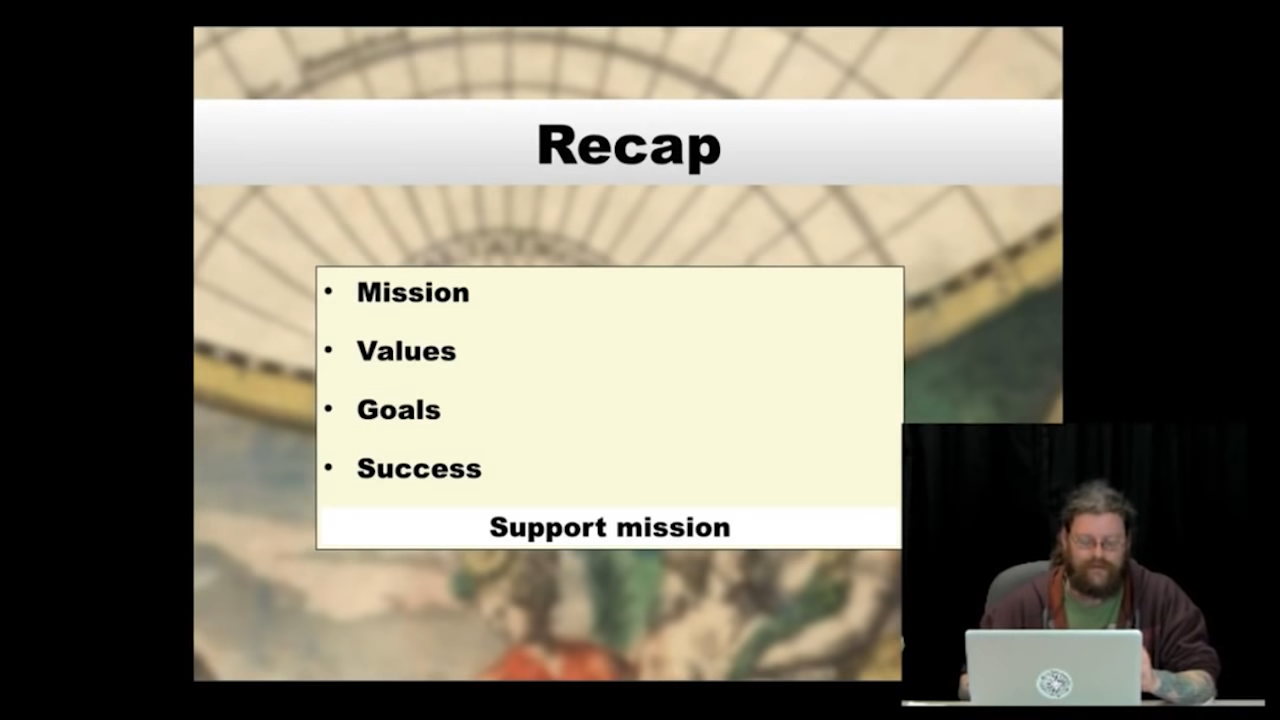 Recap
• Mission
• Values
• Goals
• Success
Support mission